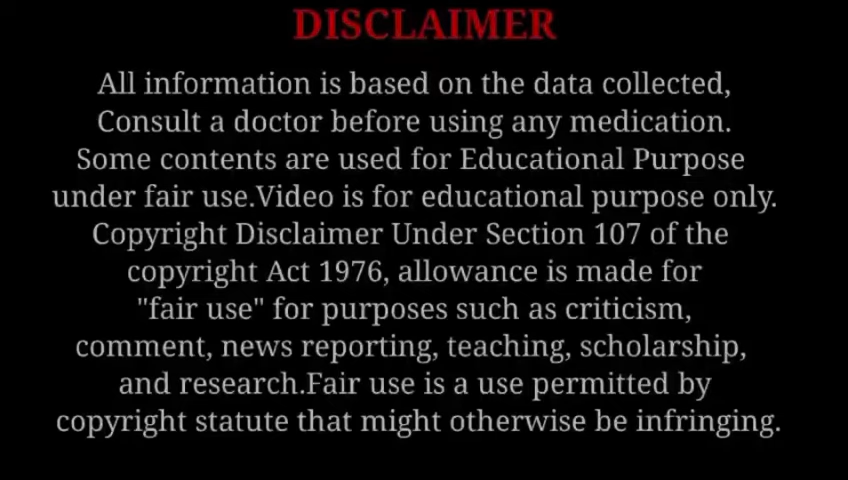 DISCLAIMER
All information is based on the data collected,
Consult a doctor before using any medication.
Some contents are used for Educational Purpose
under fair use.Video is for educational purpose only.
Copyright Disclaimer Under Section 107 of the
copyright Act 1976, allowance is made for
"fair use" for purposes such as criticism,
comment, news reporting, teaching, scholarship,
and research.Fair use is a use permitted by
copyright statute that might otherwise be infringing.